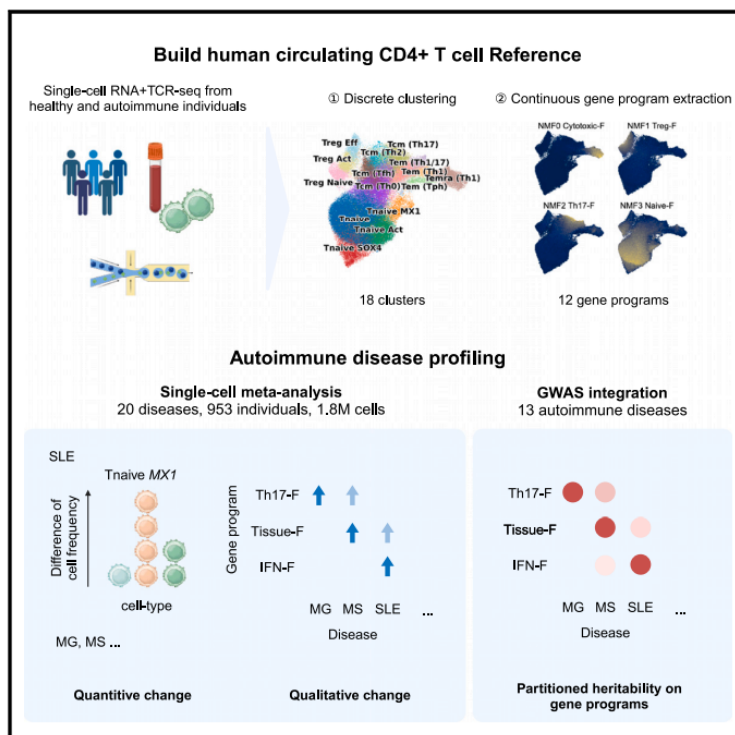 Build human circulating CD4+ T cell Reference
Single-cell RNA+TCR-seq from
healthy and autoimmune individuals
① Discrete clustering
Treg Eff
Tcm (Th17)
Tcm (Th2)
Treg Act
Tem (Th1/17)
Tcm (Tfh)
Tem (Th1)
Temra (Th1)
Treg Naive
Tcm (Th0)
Tem (Tph)
Tnaive MX1
Tnaive
Tnaive Act
Tnaive SOX4
18 clusters
② Continuous gene program extraction
NMF0 Cytotoxic-F
NMF1 Treg-F
NMF2 Th17-F
NMF3 Naive-F
12 gene programs
Autoimmune disease profiling
Single-cell meta-analysis
20 diseases, 953 individuals, 1.8M cells
SLE
Tnaive MX1
Difference of
cell frequency
cell-type
MG, MS ...
Quantitive change
Gene program
Th17-F
Tissue-F
IFN-F
MG MS SLE ...
Disease
Qualitative change
GWAS integration
13 autoimmune diseases
Th17-F
Tissue-F
IFN-F
MG MS SLE ...
Disease
Partitioned heritability on
gene programs